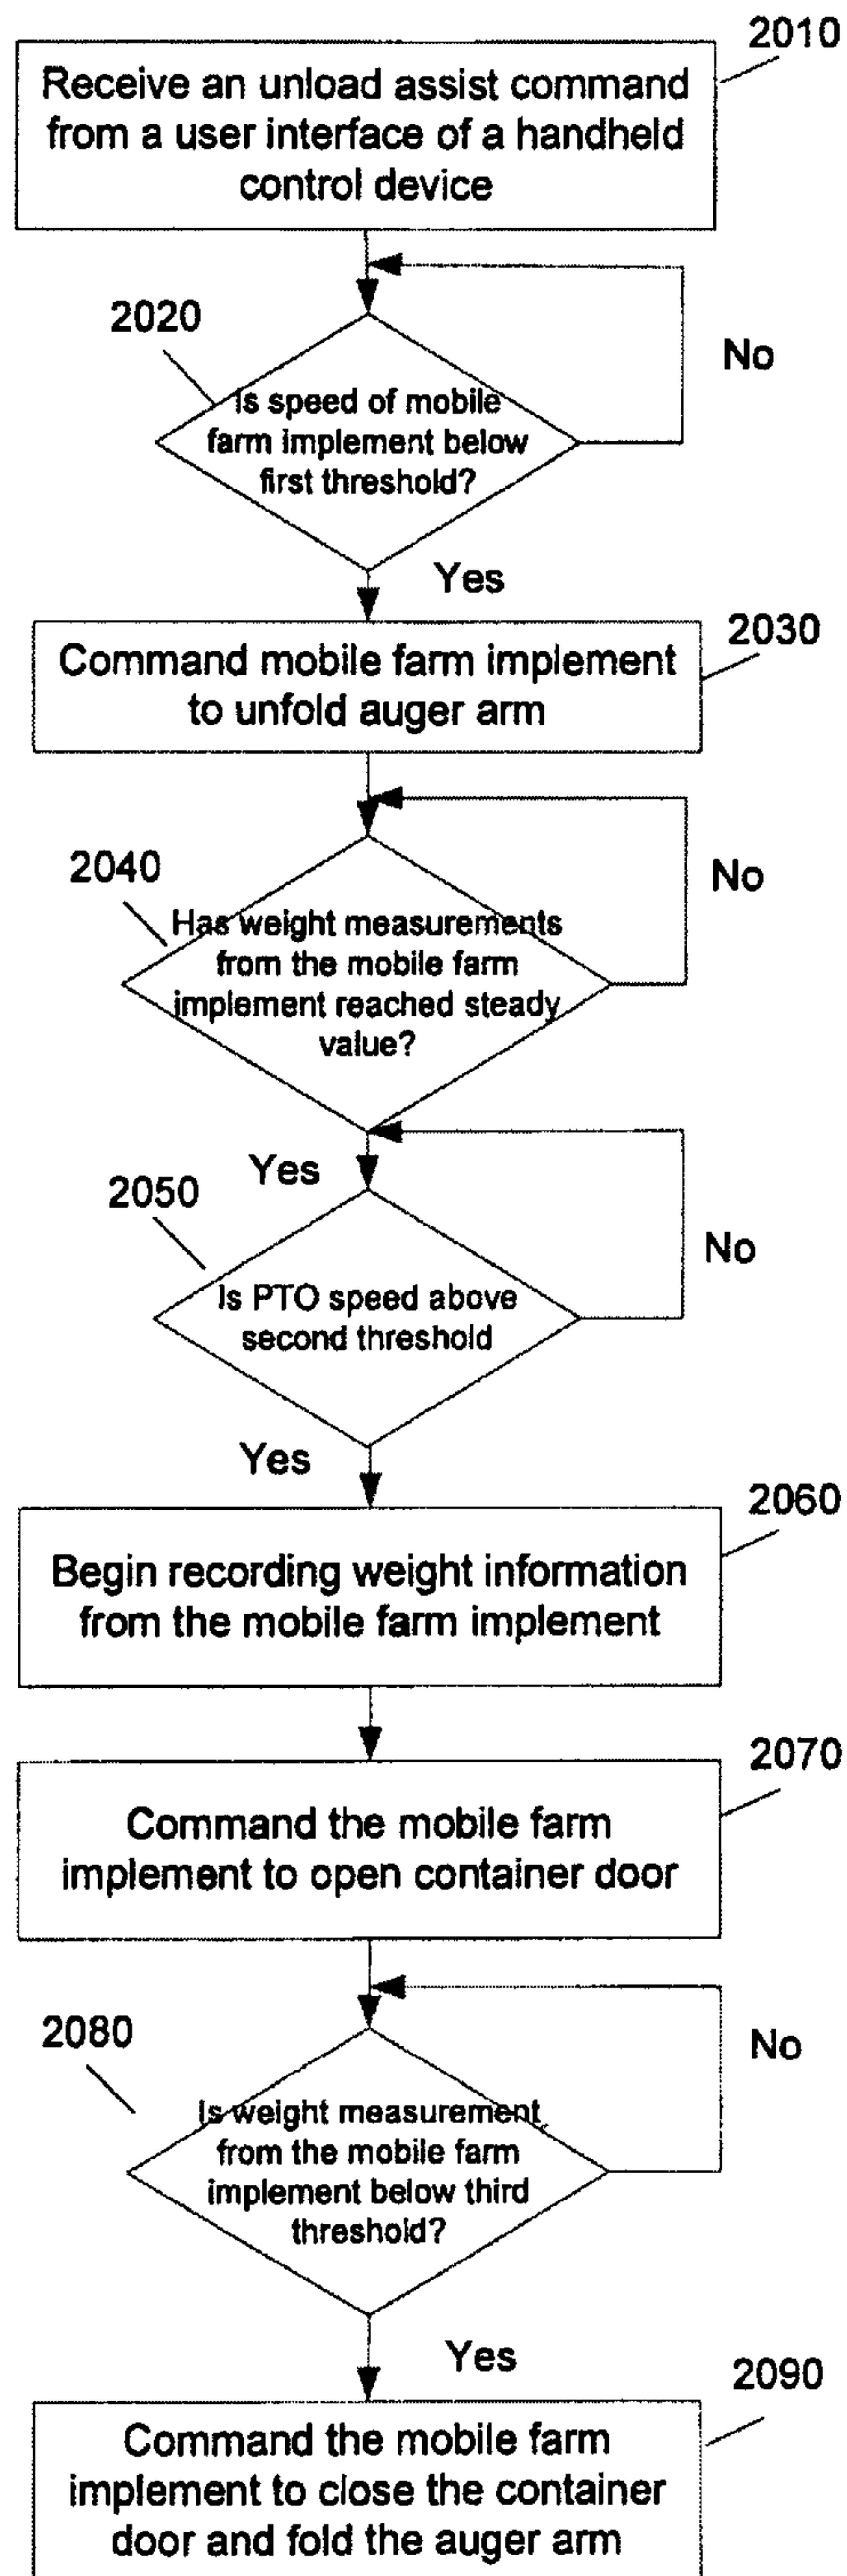 2010
Receive an unload assist command
from a user interface of a handheld
control device
2020
No
Is speed of mobile
farm implement below
first threshold?
Yes
2030
Command mobile farm implement
to unfold auger arm
2040
No
Has weight measurements
from the mobile farm
implement reached steady
value?
Yes
2050
No
Is PTO speed above
second threshold
Yes
2060
Begin recording weight information
from the mobile farm implement
2070
Command the mobile farm
implement to open container door
2080
No
Is weight measurement
from the mobile farm
implement below third
threshold?
Yes
2090
Command the mobile farm
implement to close the container
door and fold the auger arm